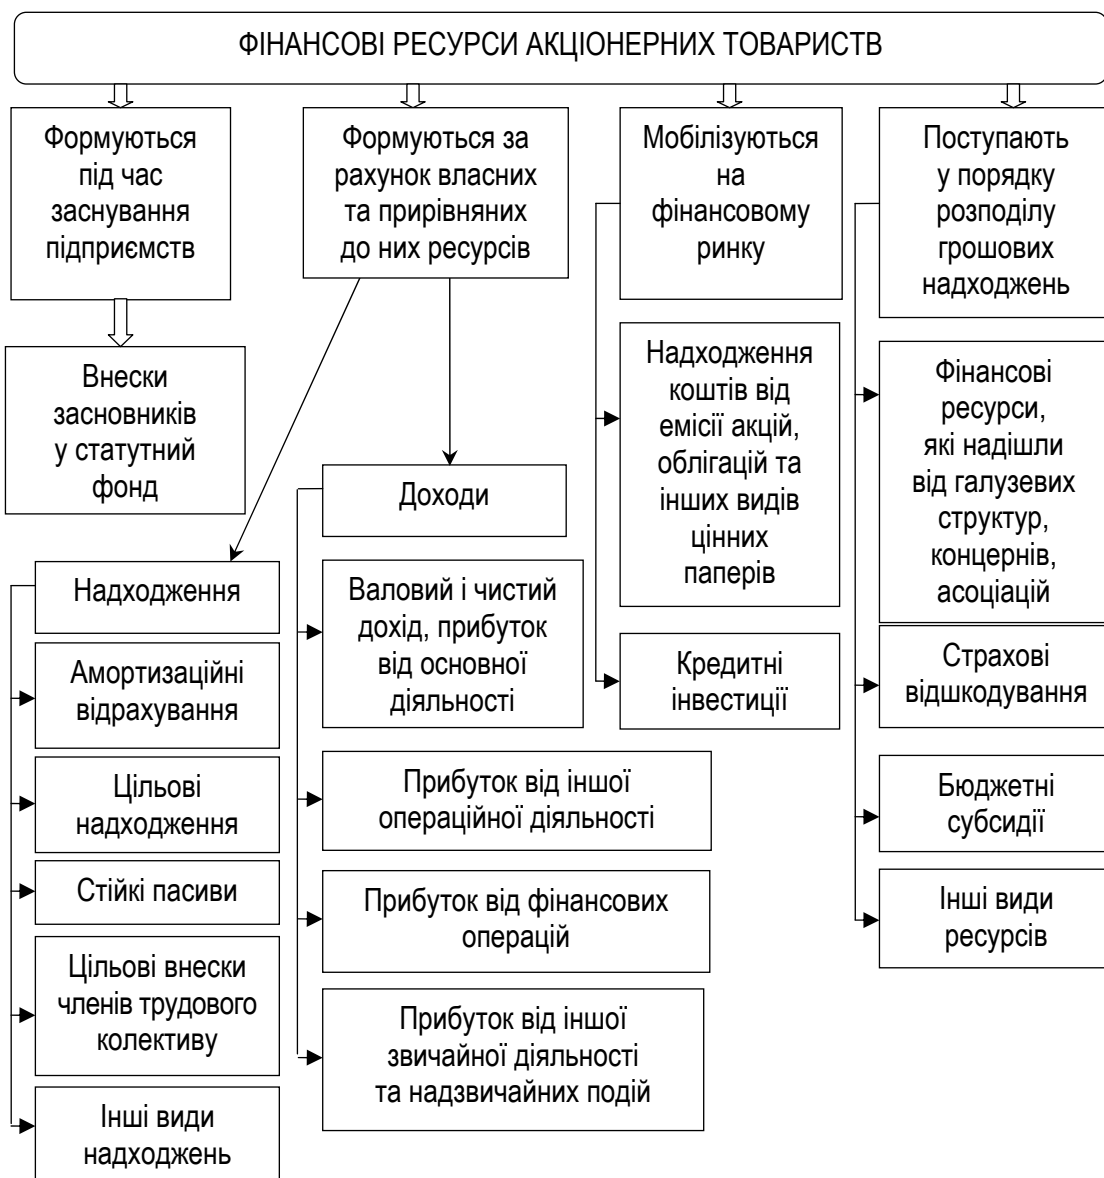 ФІНАНСОВІ РЕСУРСИ АКЦІОНЕРНИХ ТОВАРИСТВ
Формуються
під час
заснування
підприємств
Формуються за
рахунок власних
та прирівняних
до них ресурсів
Мобілізуються
на
фінансовому
ринку
Поступають
у порядку
розподілу
грошових
надходжень
Внески
засновників
у статутний
фонд
Надходження
коштів від
емісії акцій,
облігацій та
інших видів
цінних
паперів
Фінансові
ресурси,
які надішли
від галузевих
структур,
концернів,
асоціацій
Доходи
Надходження
Валовий і чистий
дохід, прибуток
від основної
діяльності
Кредитні
інвестиції
Страхові
відшкодування
Амортизаційні
відрахування
Цільові
надходження
Прибуток від іншої
операційної діяльності
Бюджетні
субсидії
Стійкі пасиви
Прибуток від фінансових
операцій
Інші види
ресурсів
Цільові внески
членів трудового
колективу
Прибуток від іншої
звичайної діяльності
та надзвичайних подій
Інші види
надходжень